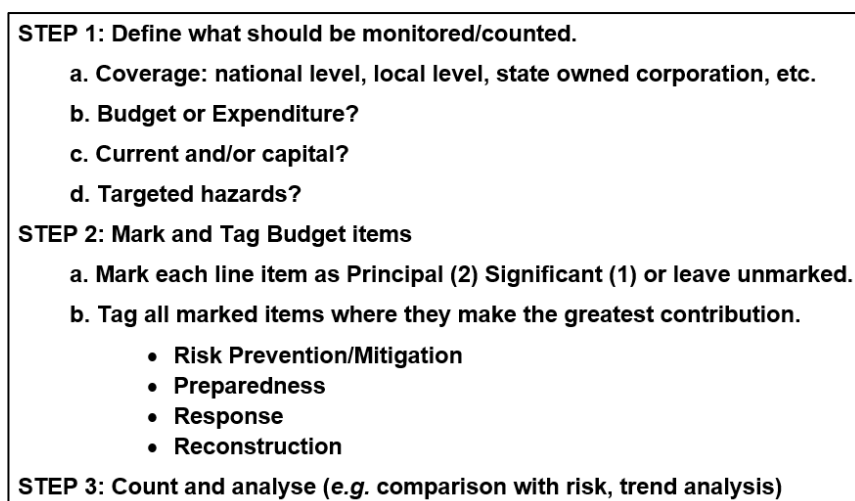 STEP 1: Define what should be monitored/counted.
a. Coverage: national level, local level, state owned corporation, etc.
b. Budget or Expenditure?
c. Current and/or capital?
d. Targeted hazards?
STEP 2: Mark and Tag Budget items
a. Mark each line item as Principal (2) Significant (1) or leave unmarked.
b. Tag all marked items where they make the greatest contribution.
• Risk Prevention/Mitigation
• Preparedness
• Response
• Reconstruction
STEP 3: Count and analyse (e.g. comparison with risk, trend analysis)